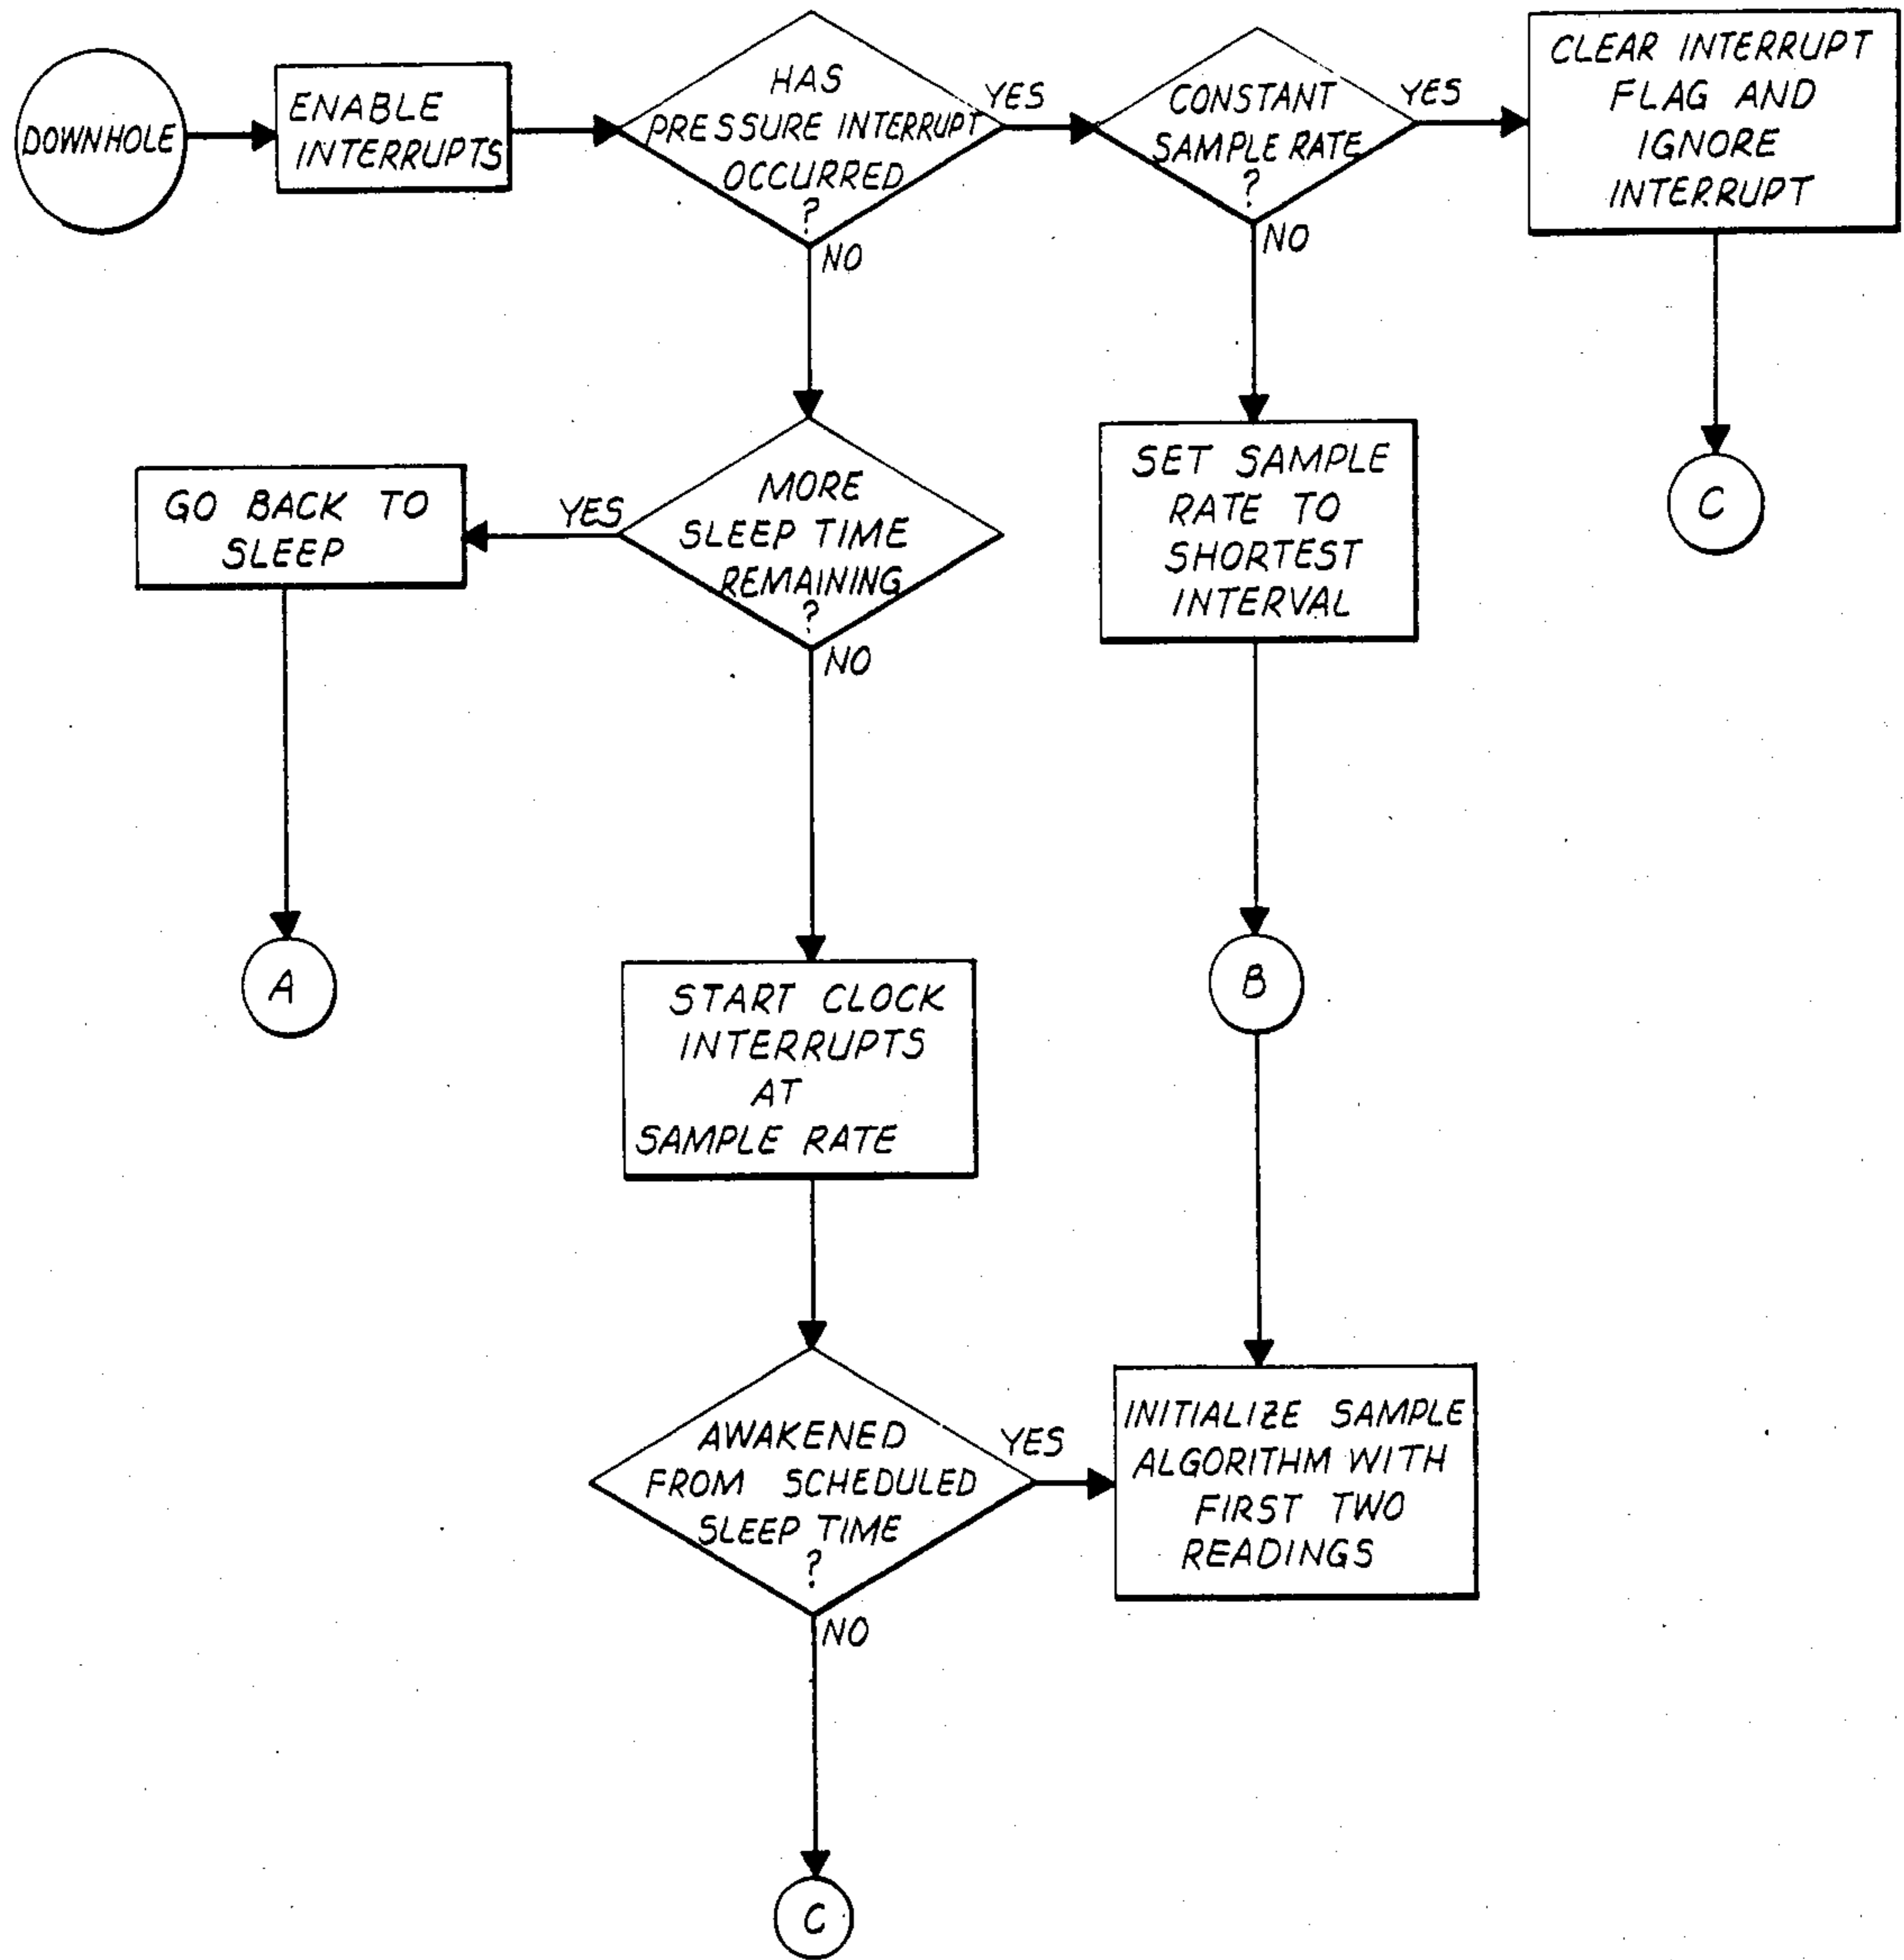 DOWNHOLE
ENABLE
INTERRUPTS
HAS
PRESSURE INTERRUPT
OCCURRED
?
YES
NO
CONSTANT
SAMPLE RATE
?
YES
NO
CLEAR INTERRUPT
FLAG AND
IGNORE
INTERRUPT
C
GO BACK TO
SLEEP
YES
MORE
SLEEP TIME
REMAINING
?
NO
SET SAMPLE
RATE TO
SHORTEST
INTERVAL
A
START CLOCK
INTERRUPTS
AT
SAMPLE RATE
B
AWAKENED
FROM SCHEDULED
SLEEP TIME
?
YES
NO
INITIALIZE SAMPLE
ALGORITHM WITH
FIRST TWO
READINGS
C